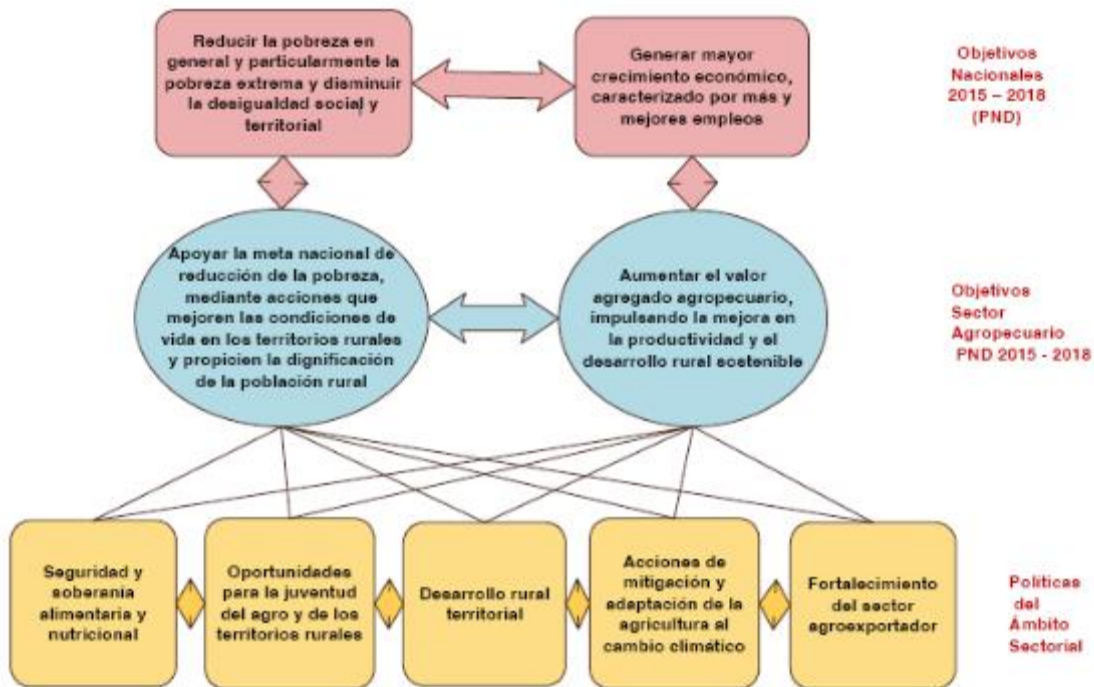 Reducir la pobreza en
general y particularmente la
pobreza extrema y disminuir
la desigualdad social y
territorial
Generar mayor
crecimiento económico,
caracterizado por más y
mejores empleos
Objetivos
Nacionales
2015 – 2018
(PND)
Apoyar la meta nacional de
reducción de la pobreza,
mediante acciones que
mejoren las condiciones de
vida en los territorios rurales
y propicien la dignificación
de la población rural
Aumentar el valor
agregado agropecuario,
impulsando la mejora en
la productividad y el
desarrollo rural sostenible
Objetivos
Sector
Agropecuario
PND 2015 - 2018
Seguridad y
soberanía
alimentaria y
nutricional
Oportunidades
para la juventud
del agro y de los
territorios rurales
Desarrollo rural
territorial
Acciones de
mitigación y
adaptación de la
agricultura al
cambio climático
Fortalecimiento
del sector
agroexportador
Políticas
del
Ámbito
Sectorial